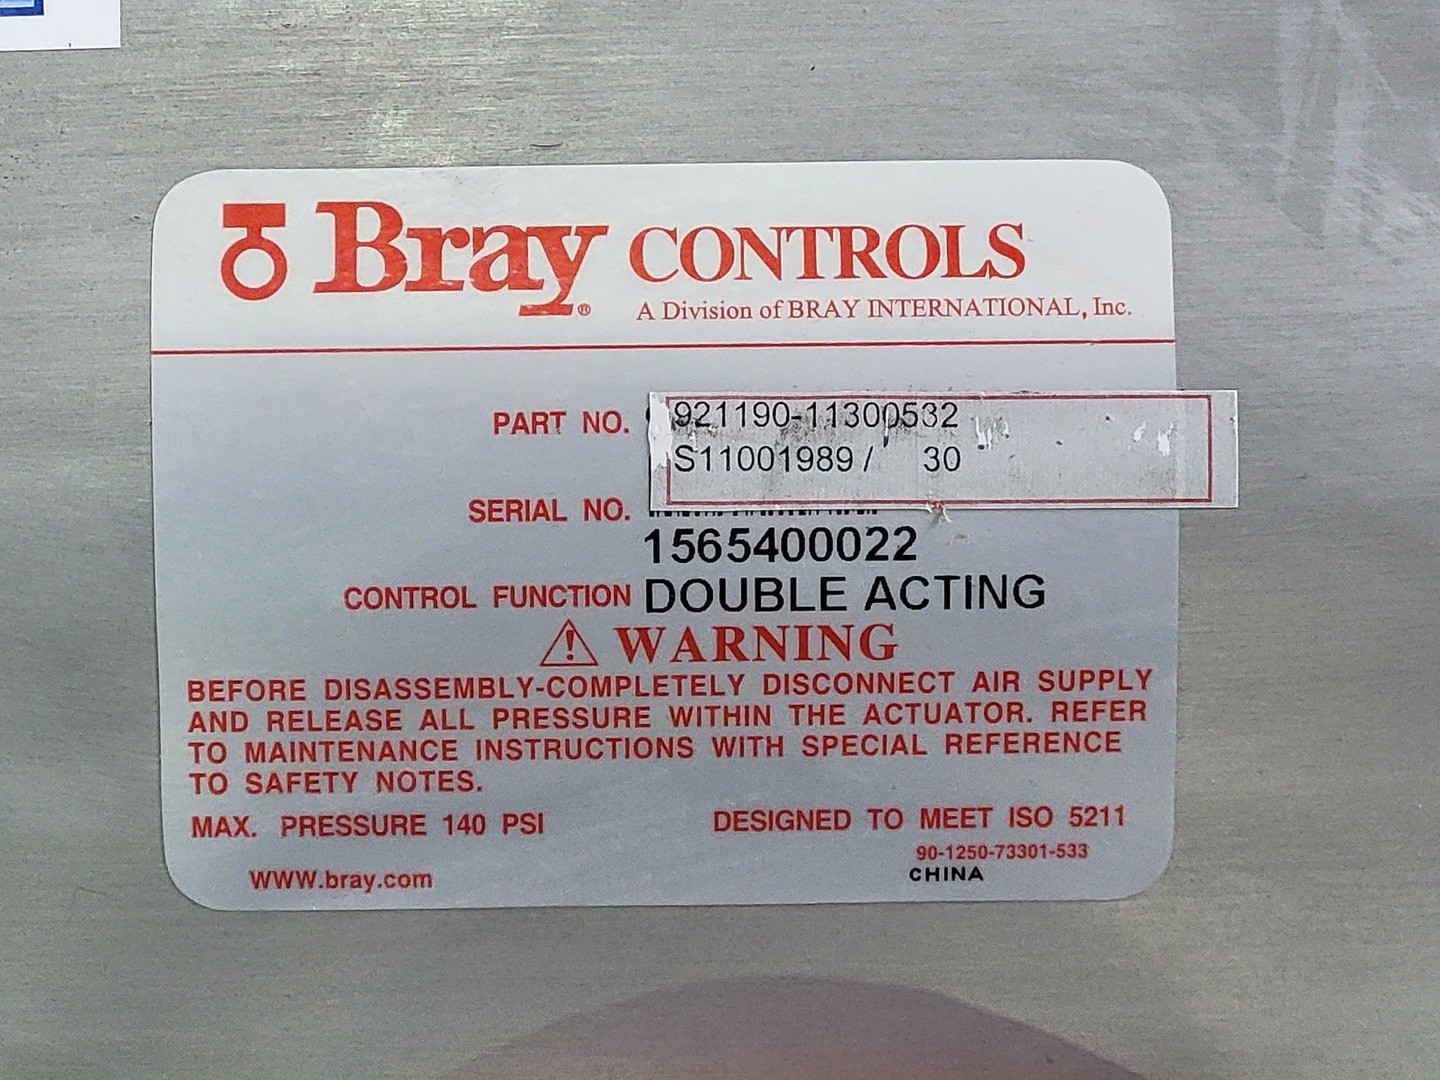 Bray® CONTROLS
A Division of BRAY INTERNATIONAL, Inc.
PART NO. 921190-11300532
S11001989 / 30
SERIAL NO.
1565400022
CONTROL FUNCTION DOUBLE ACTING
WARNING
BEFORE DISASSEMBLY-COMPLETELY DISCONNECT AIR SUPPLY
AND RELEASE ALL PRESSURE WITHIN THE ACTUATOR. REFER
TO MAINTENANCE INSTRUCTIONS WITH SPECIAL REFERENCE
TO SAFETY NOTES.
MAX. PRESSURE 140 PSI DESIGNED TO MEET ISO 5211
90-1250-73301-533
WWW.bray.com CHINA